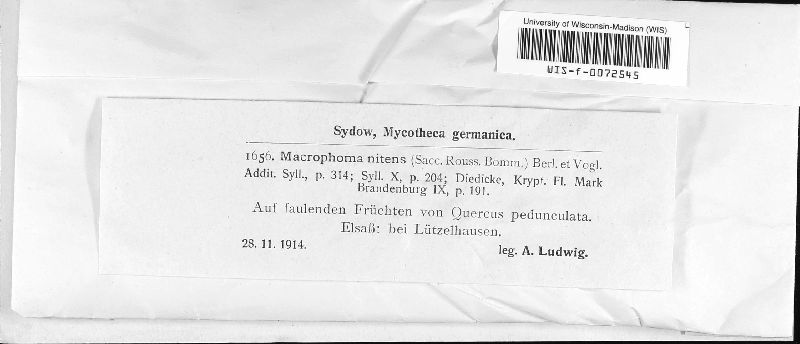 University of Wisconsin-Madison (WIS)
WIS-f-0072545
Sydow, Mycotheca germanica.
1656. Macrophoma nitens (Sacc. Rouss. Bomm.) Berl. et Vogl.
Addit. Syll., p. 314; Syll. X, p. 204; Diedicke, Krypt. Fl. Mark
Brandenburg IX, p. 191.
Auf faulenden Früchten von Quercus pedunculata.
Elsaß: bei Lützelhausen.
28. 11. 1914. leg. A. Ludwig.